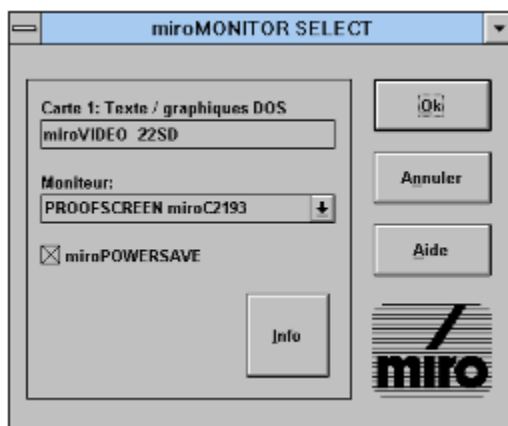 miroMONITOR SELECT
Carte 1: Texte / graphiques DOS
miroVIDEO 22SD
Moniteur:
PROOFSCREEN miroC2193
miroPOWERSAVE
Info
Ok
Annuler
Aide
miro